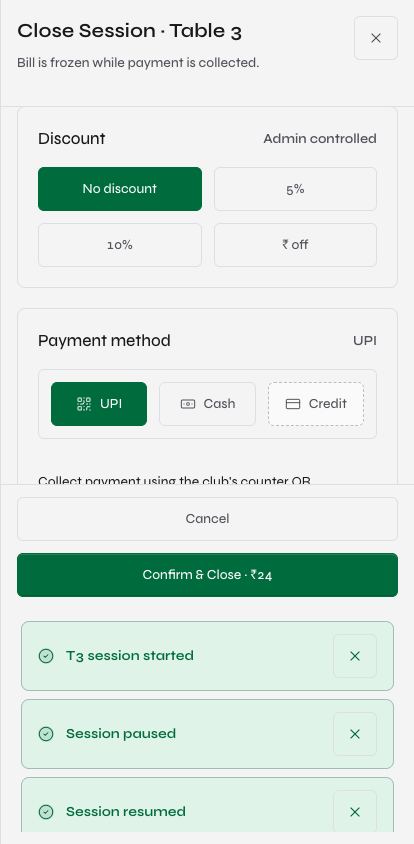 Close Session · Table 3
Bill is frozen while payment is collected.
Discount
Admin controlled
No discount
5%
10%
₹ off
Payment method
UPI
UPI
Cash
Credit
Collect payment using the club's counter QR
Cancel
Confirm & Close · ₹24
T3 session started
Session paused
Session resumed